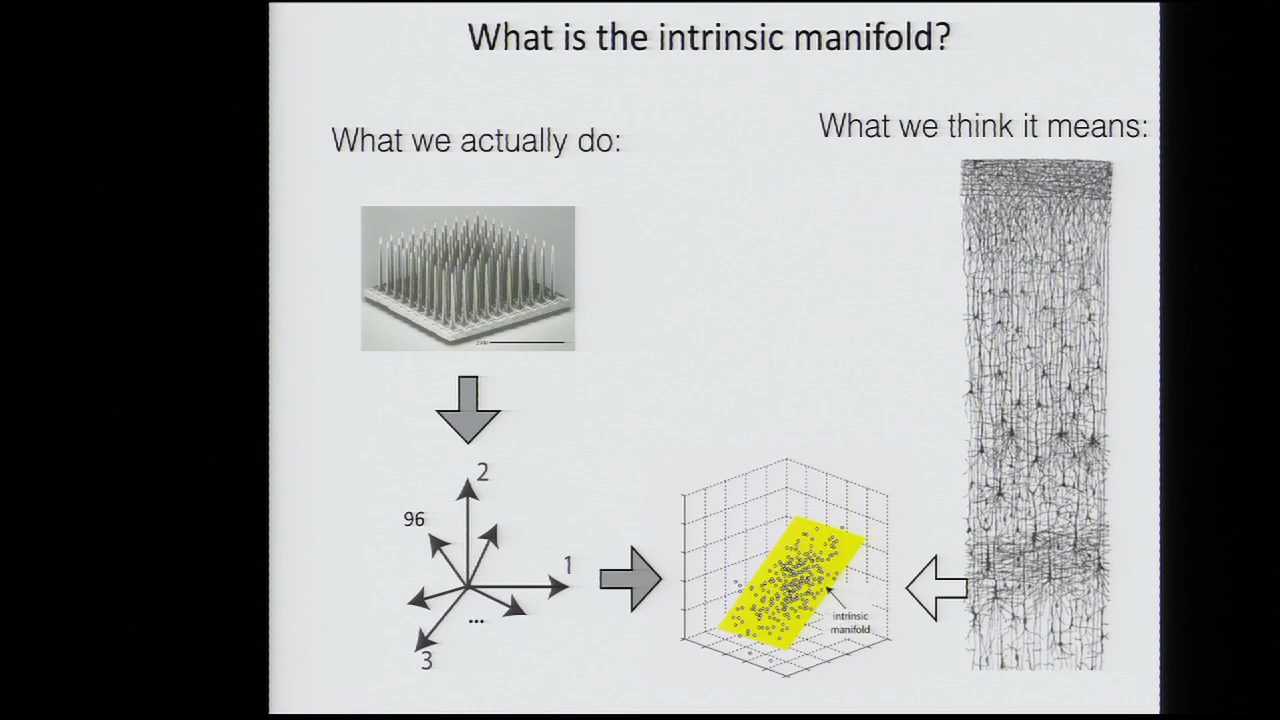 What is the intrinsic manifold?
What we actually do:
What we think it means:
2
96
1
...
3
intrinsic
manifold